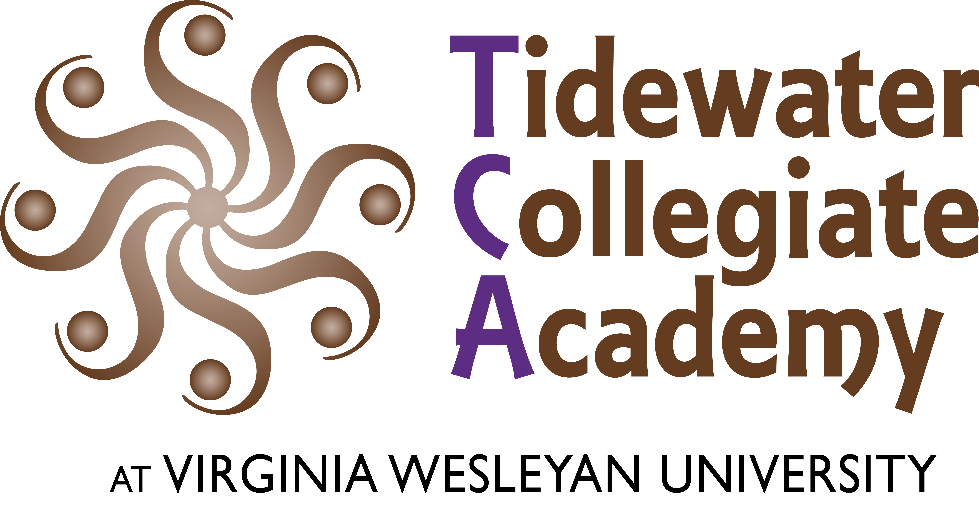 Tidewater
Collegiate
Academy
AT VIRGINIA WESLEYAN UNIVERSITY